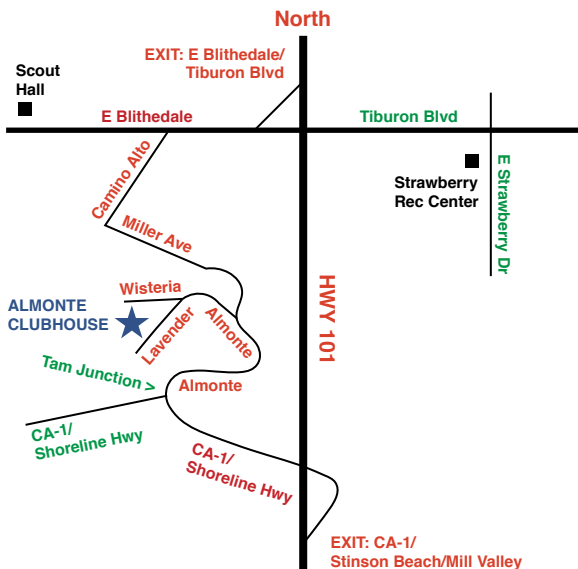 North
EXIT: E Blithedale/
Tiburon Blvd
Scout
Hall
E Blithedale
Tiburon Blvd
Camino Alto
Strawberry
Rec Center
E Strawberry Dr
Miller Ave
Wisteria
ALMONTE
CLUBHOUSE
Lavender
Almonte
HWY 101
Tam Junction >
Almonte
CA-1/
Shoreline Hwy
CA-1/
Shoreline Hwy
EXIT: CA-1/
Stinson Beach/Mill Valley